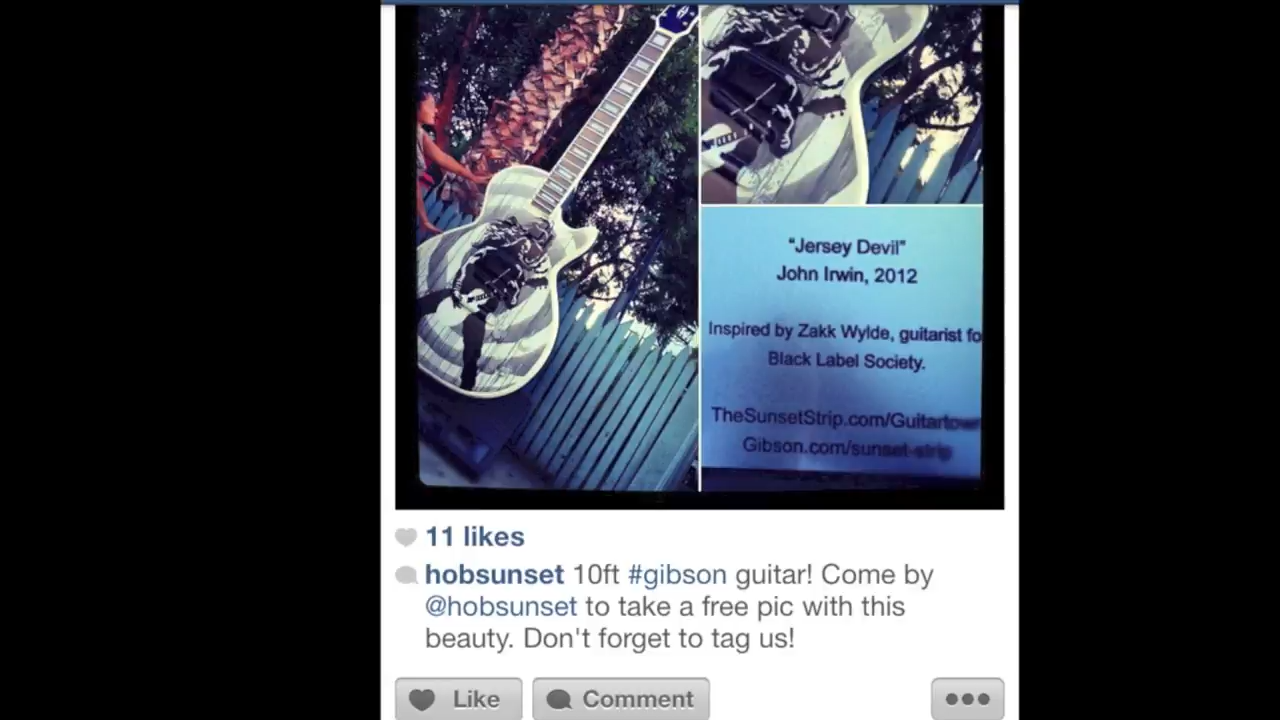 "Jersey Devil"
John Irwin, 2012
Inspired by Zakk Wylde, guitarist fo
Black Label Society.
TheSunsetStrip.com/Guitartown
Gibson.com/sunset-strip
11 likes
hobsunset 10ft #gibson guitar! Come by
@hobsunset to take a free pic with this
beauty. Don't forget to tag us!
Like
Comment